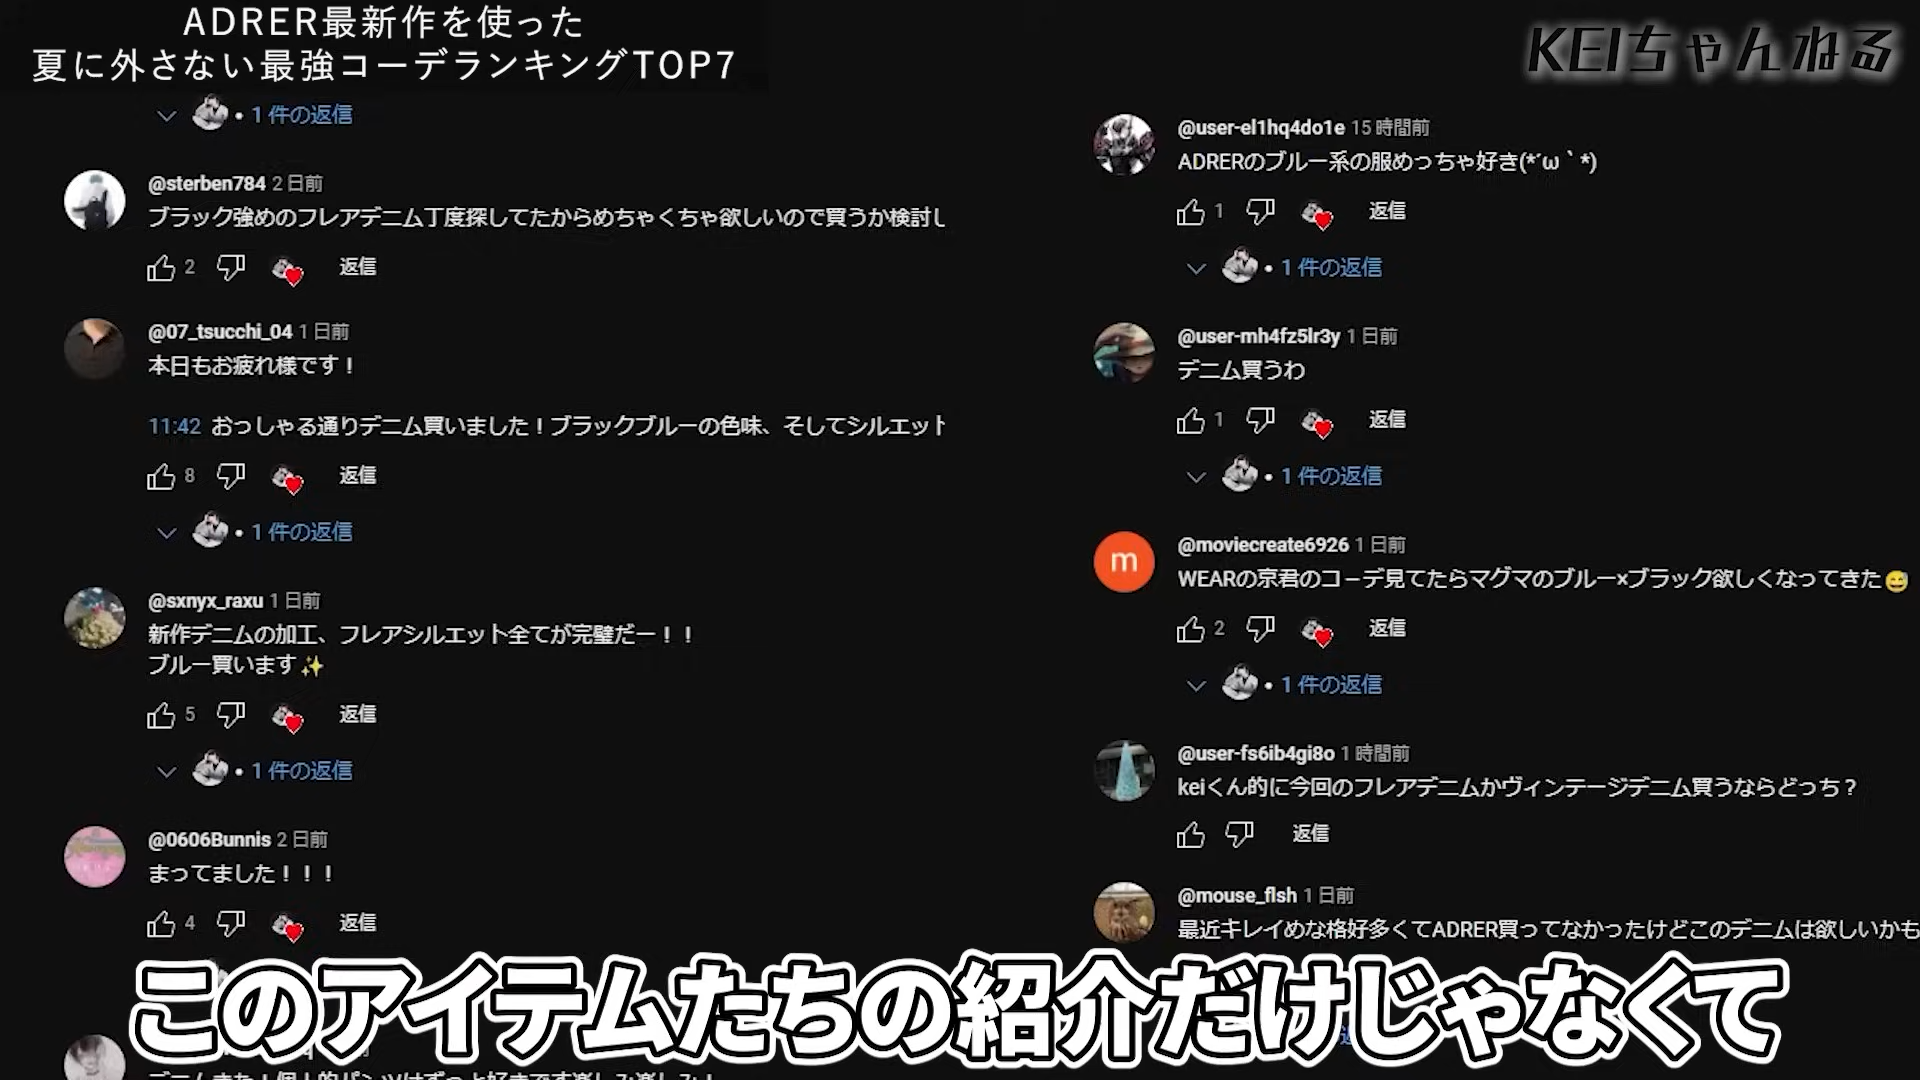 ADRER最新作を使った
夏に外さない最強コーデランキングTOP7
KEIちゃんねる
1 件の返信
@sterben784 2 日前
ブラック強めのフレアデニム丁度探してたからめちゃくちゃ欲しいので買うか検討し
2
返信
@07_tsucchi_04 1 日前
本日もお疲れ様です！
11:42 おっしゃる通りデニム買いました！ブラックブルーの色味、そしてシルエット
8
返信
1 件の返信
@sxnyx_raxu 1 日前
新作デニムの加工、フレアシルエット全てが完璧だー！！
ブルー買います✨
5
返信
1 件の返信
@0606Bunnis 2 日前
まってました！！！
4
返信
@user-el1hq4do1e 15 時間前
ADRERのブルー系の服めっちゃ好き(*´ω｀*)
1
返信
1 件の返信
@user-mh4fz5lr3y 1 日前
デニム買うわ
1
返信
1 件の返信
m
@moviecreate6926 1 日前
WEARの京君のコーデ見てたらマグマのブルー×ブラック欲しくなってきた😅
2
返信
1 件の返信
@user-fs6ib4gi8o 1 時間前
keiくん的に今回のフレアデニムかヴィンテージデニム買うならどっち？
返信
@mouse_flsh 1 日前
最近キレイめな格好多くてADRER買ってなかったけどこのデニムは欲しいかも
このアイテムたちの紹介だけじゃなくて